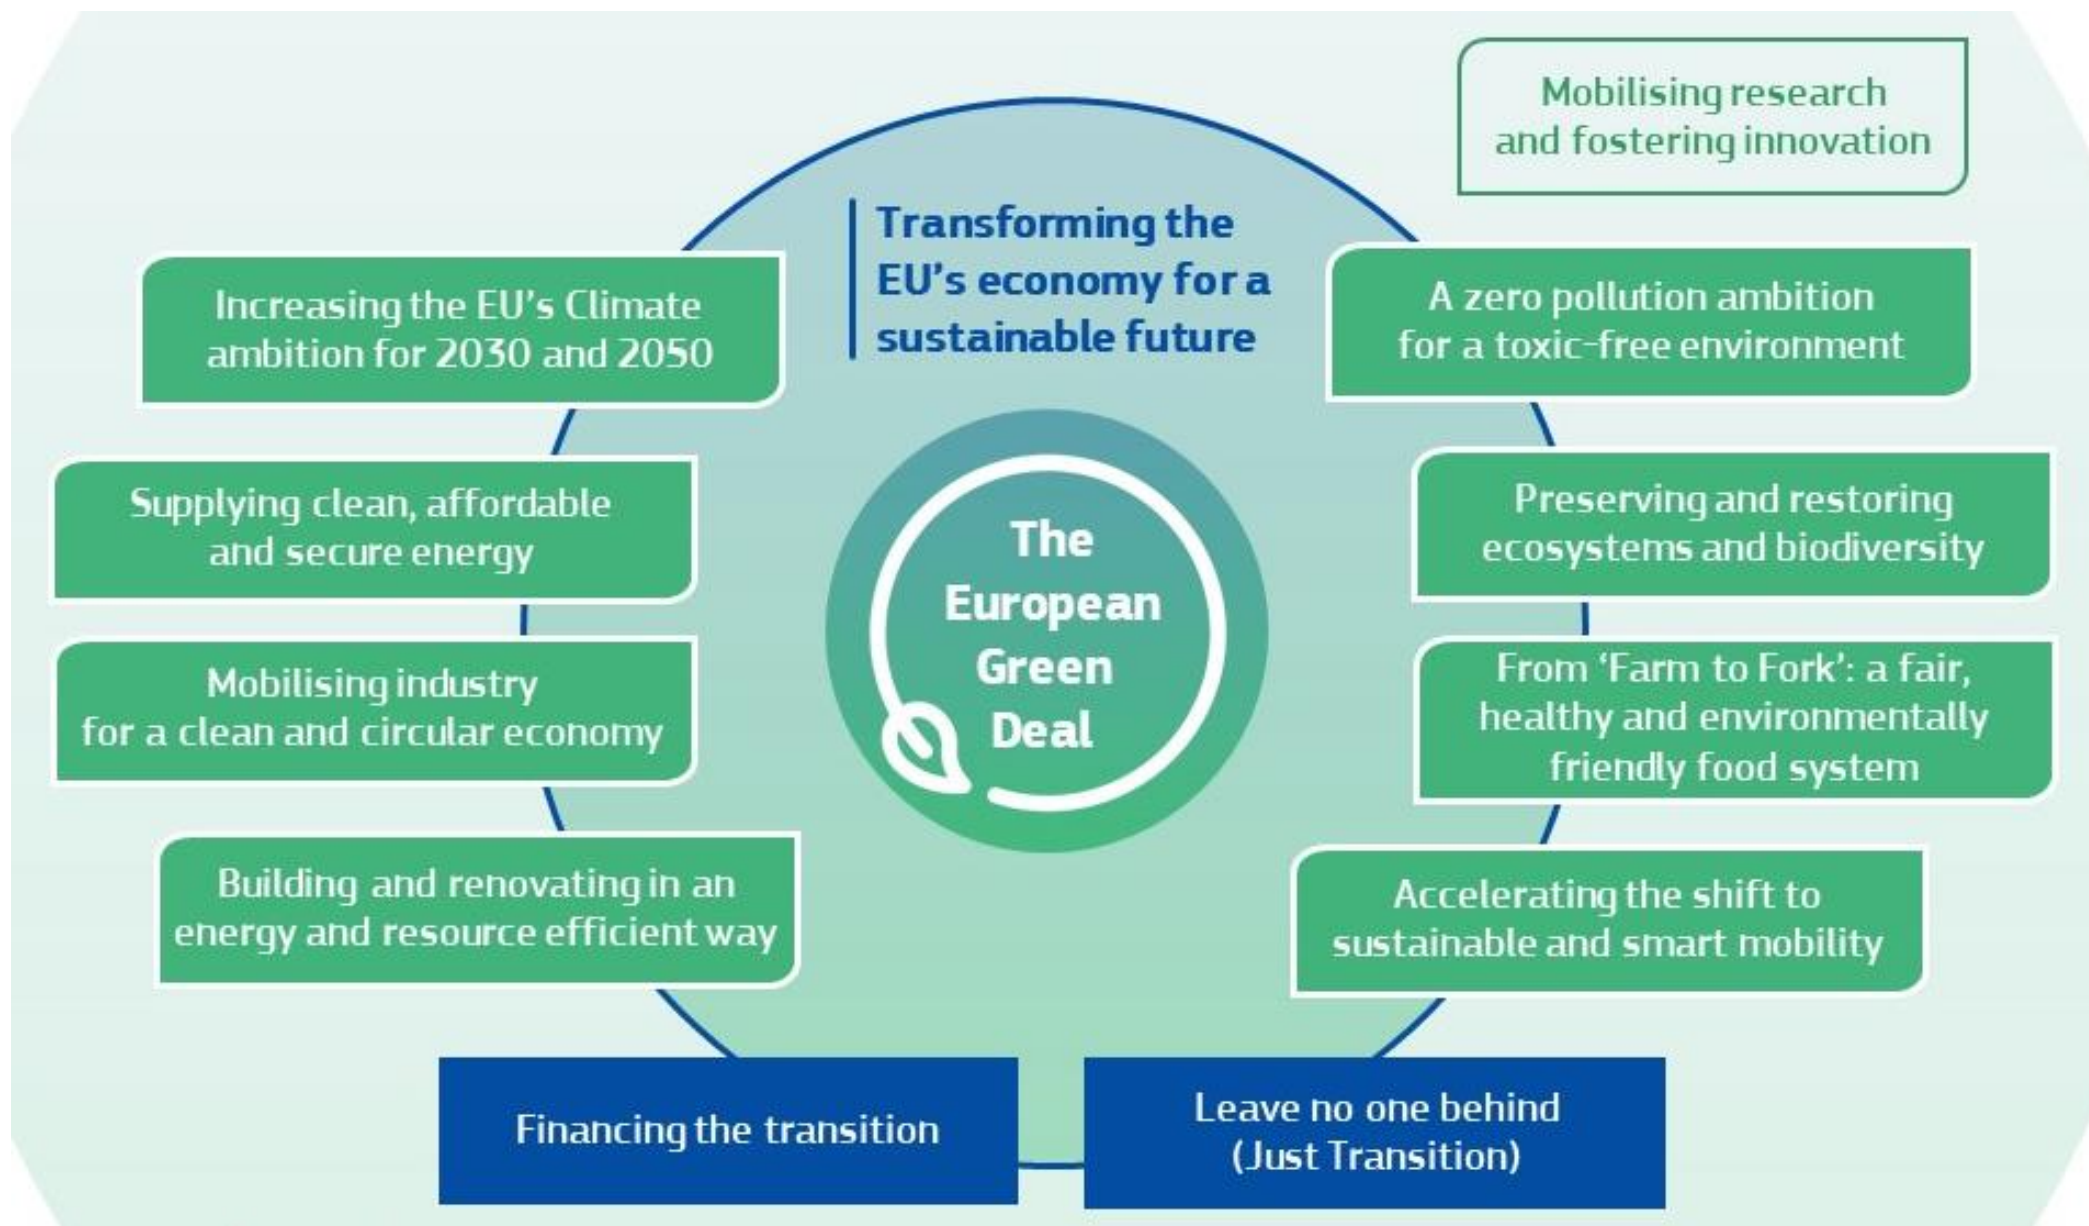 Mobilising research
and fostering innovation
Transforming the
EU's economy for a
sustainable future
Increasing the EU's Climate
ambition for 2030 and 2050
A zero pollution ambition
for a toxic-free environment
Supplying clean, affordable
and secure energy
Preserving and restoring
ecosystems and biodiversity
The
European
Green
Deal
Mobilising industry
for a clean and circular economy
From ‘Farm to Fork’: a fair,
healthy and environmentally
friendly food system
Building and renovating in an
energy and resource efficient way
Accelerating the shift to
sustainable and smart mobility
Financing the transition
Leave no one behind
(Just Transition)